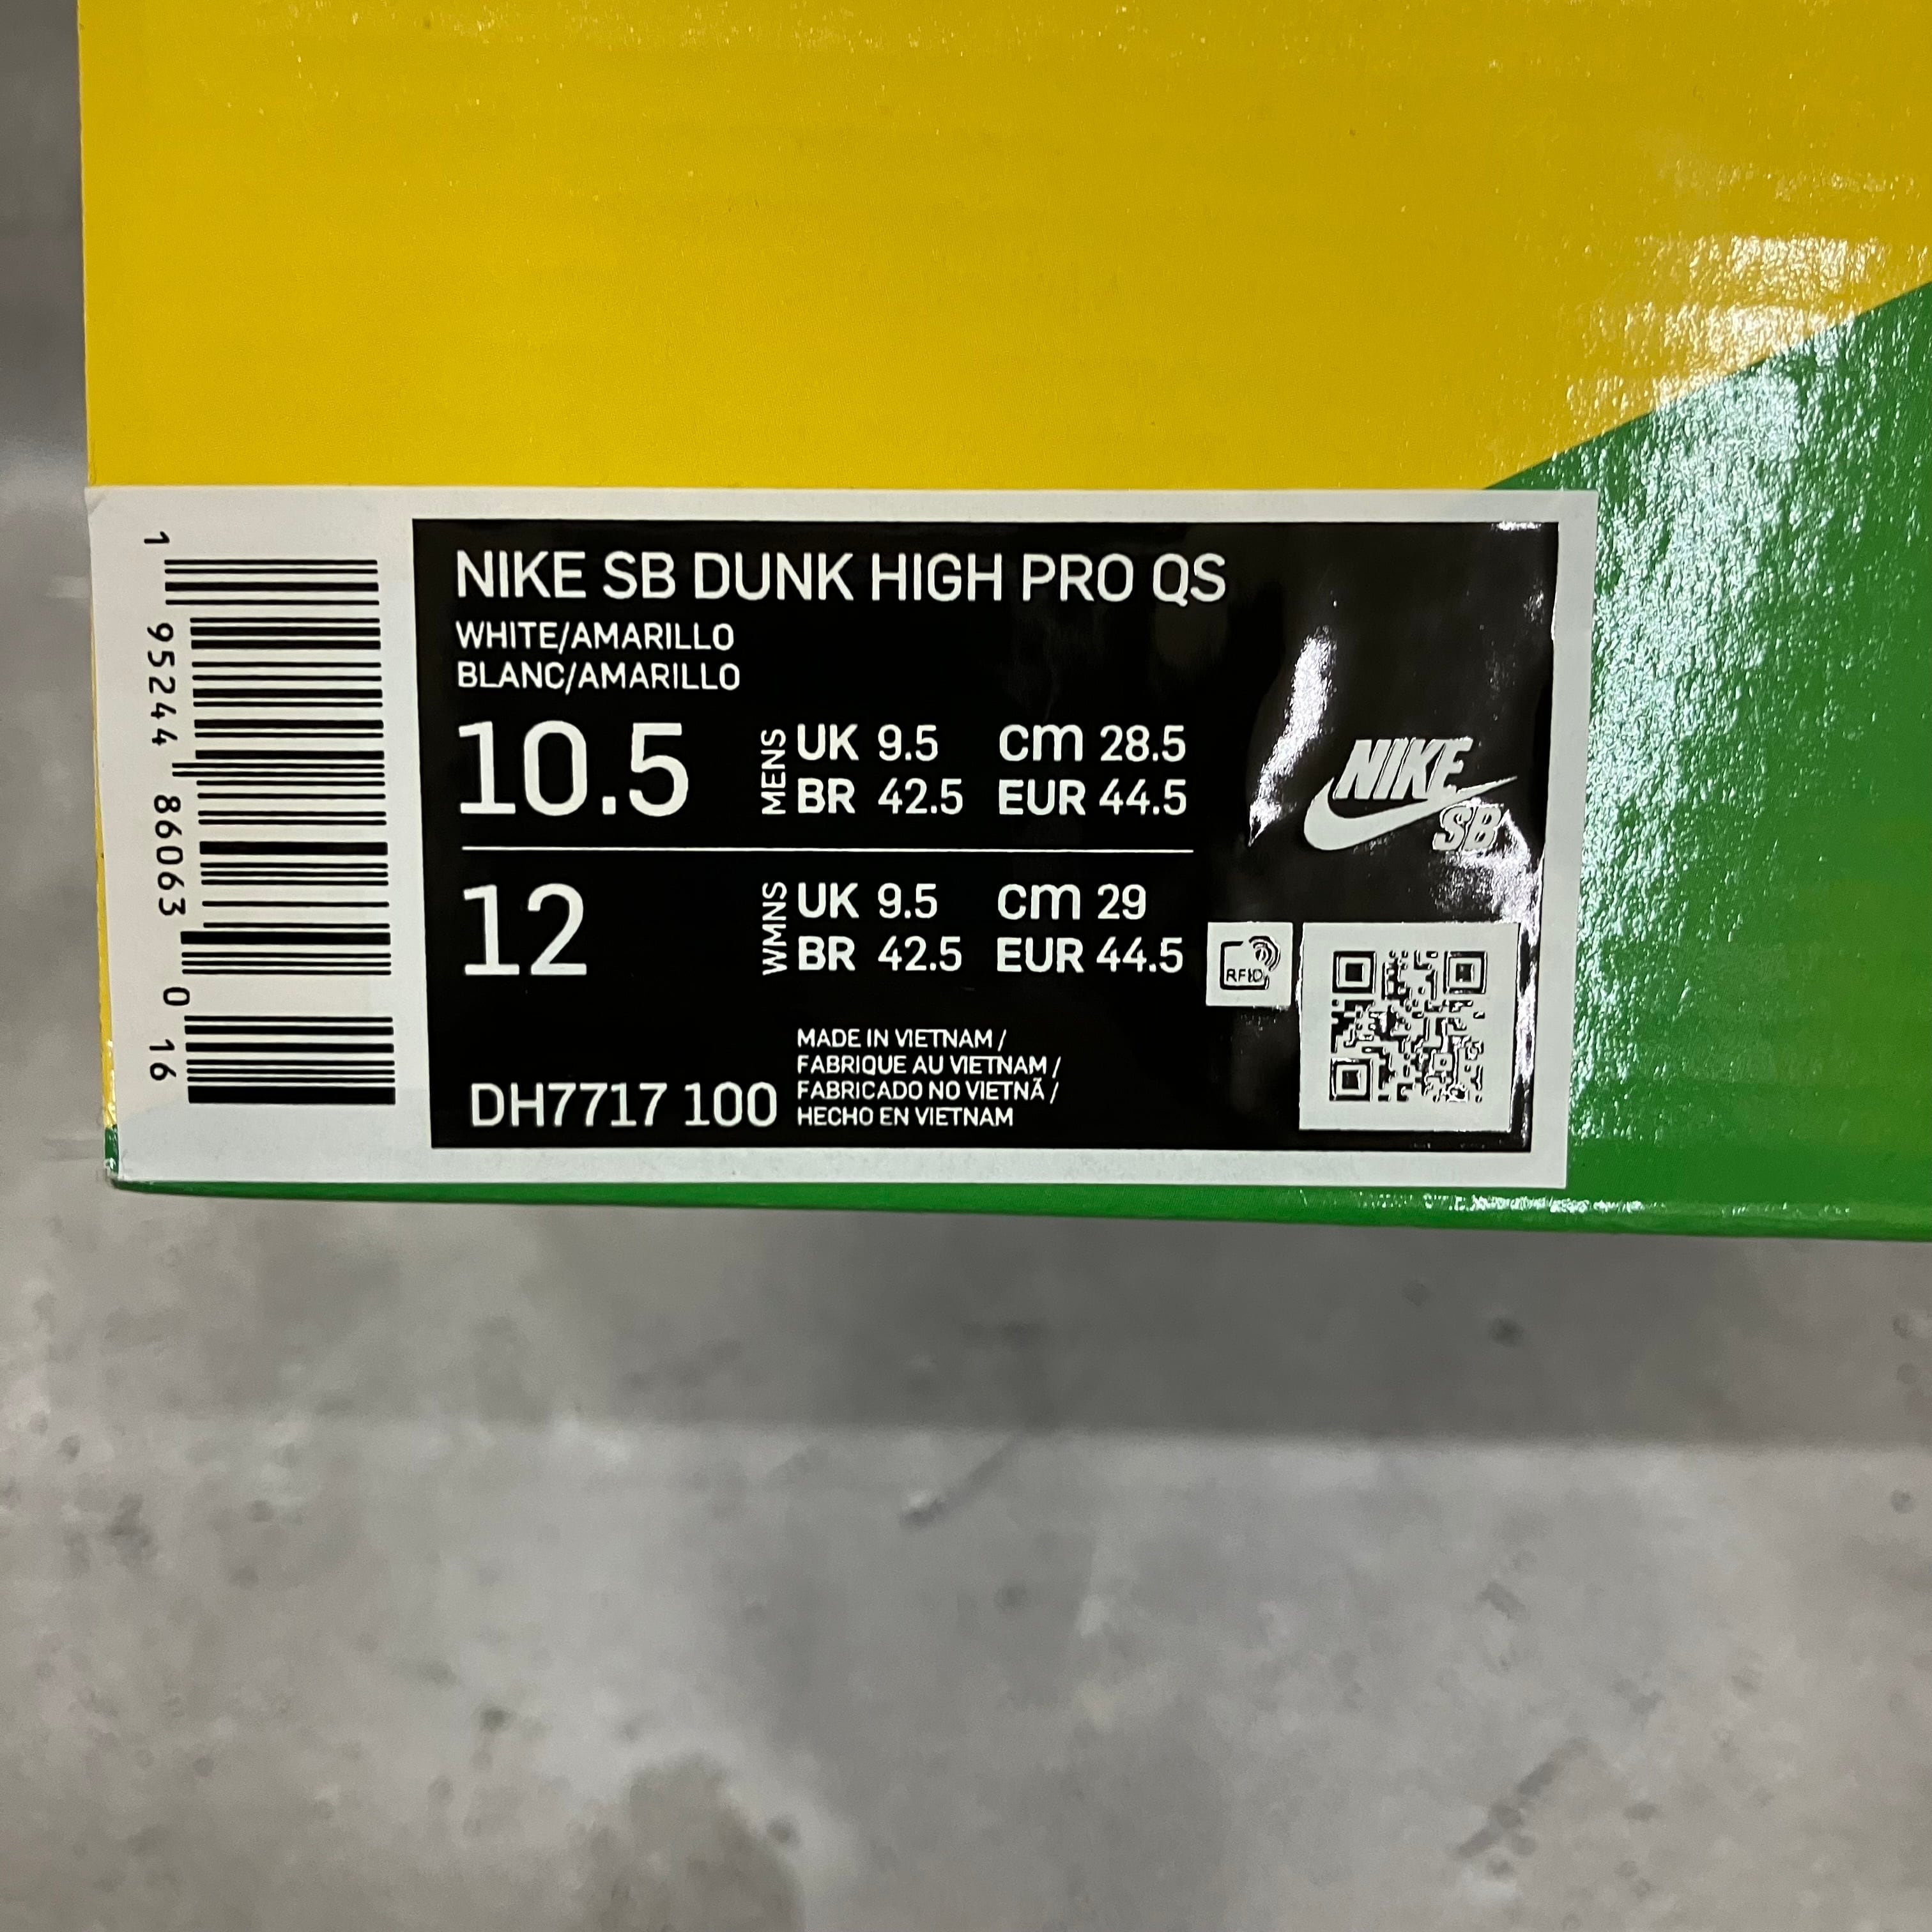 NIKE SB DUNK HIGH PRO QS
WHITE/AMARILLO
BLANC/AMARILLO
10.5 MENS UK 9.5 cm 28.5
BR 42.5 EUR 44.5
12 WMNS UK 9.5 cm 29
BR 42.5 EUR 44.5
MADE IN VIETNAM /
FABRIQUE AU VIETNAM /
FABRICADO NO VIETNÃ /
HECHO EN VIETNAM
DH7717 100
NIKE
SB
RFID
1 95244 86063 0 16